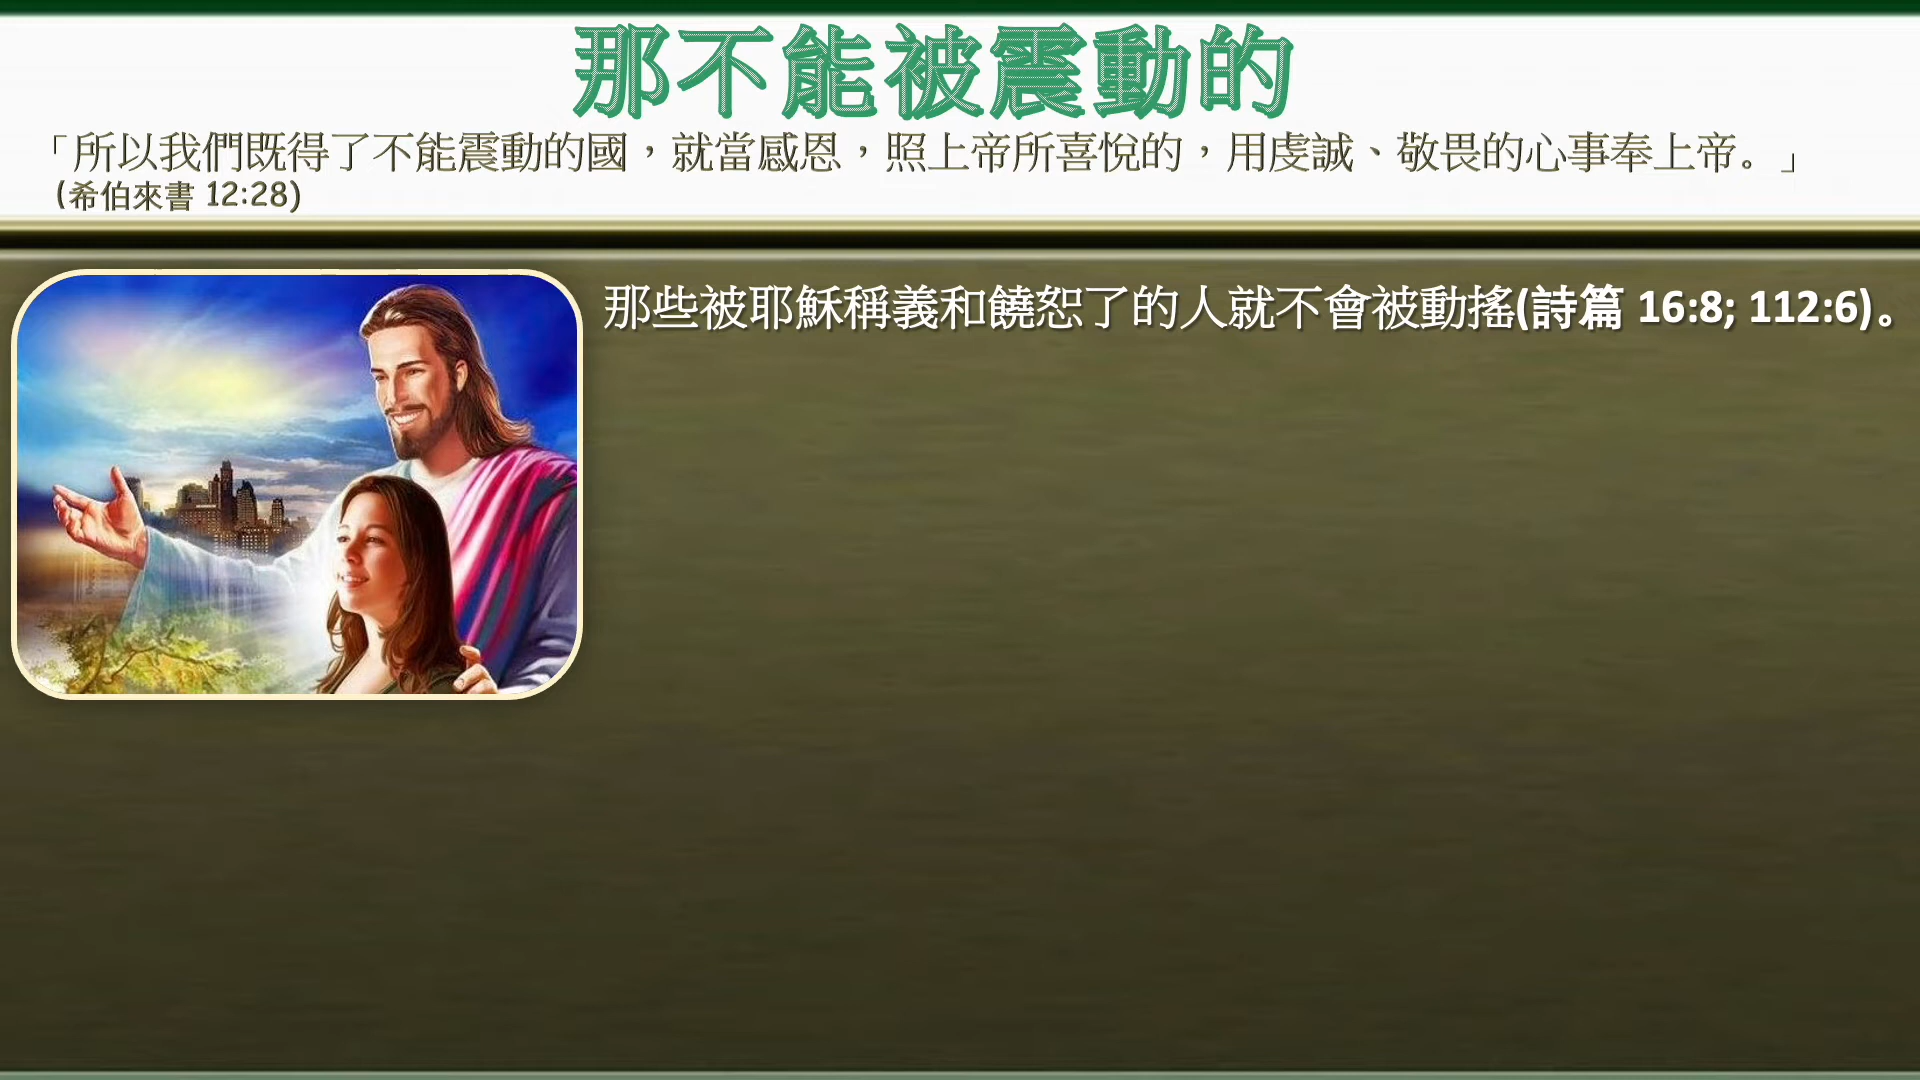 那不能被震動的
「所以我們既得了不能震動的國，就當感恩，照上帝所喜悅的，用虔誠、敬畏的心事奉上帝。」
(希伯來書 12:28)
那些被耶穌稱義和饒恕了的人就不會被動搖(詩篇 16:8; 112:6)。